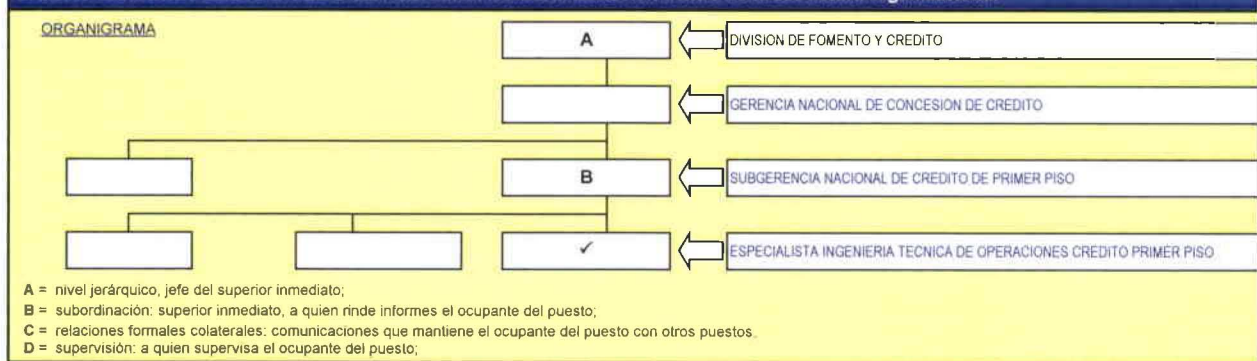 ORGANIGRAMA
A
DIVISION DE FOMENTO Y CREDITO
GERENCIA NACIONAL DE CONCESION DE CREDITO
B
SUBGERENCIA NACIONAL DE CREDITO DE PRIMER PISO
✓
ESPECIALISTA INGENIERIA TECNICA DE OPERACIONES CREDITO PRIMER PISO
A = nivel jerárquico, jefe del superior inmediato;
B = subordinación: superior inmediato, a quien rinde informes el ocupante del puesto;
C = relaciones formales colaterales: comunicaciones que mantiene el ocupante del puesto con otros puestos.
D = supervisión: a quien supervisa el ocupante del puesto;